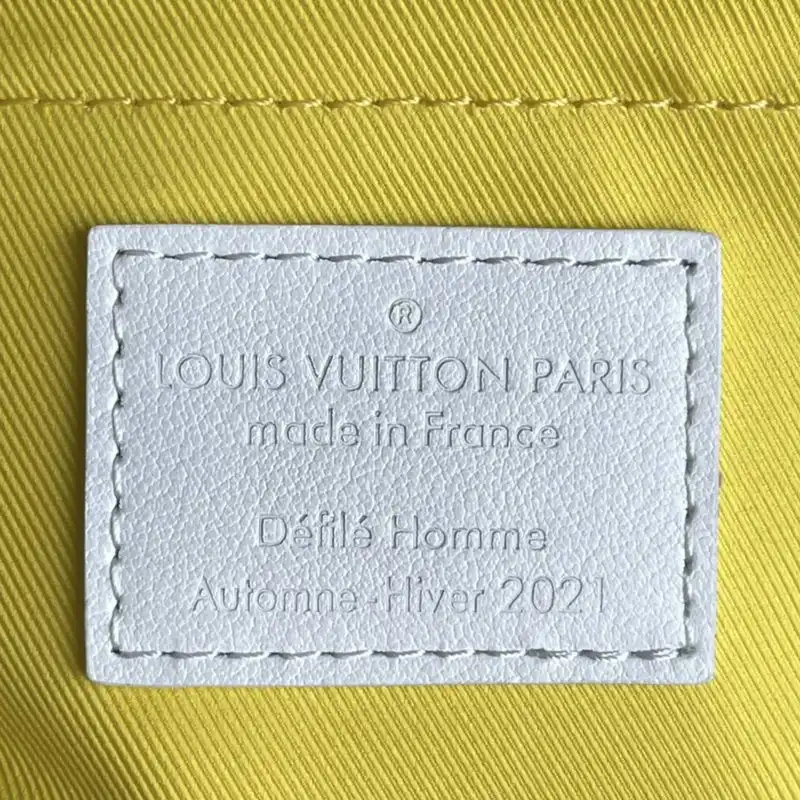 ®
LOUIS VUITTON PARIS
made in France
Défilé Homme
Automne-Hiver 2021